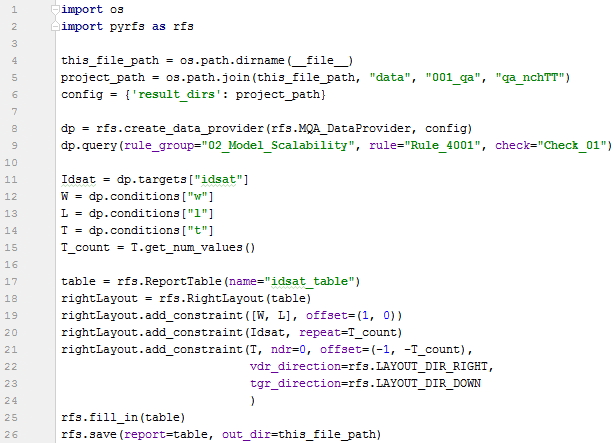 1 import os
2 import pyrfs as rfs
3
4 this_file_path = os.path.dirname(__file__)
5 project_path = os.path.join(this_file_path, "data", "001_qa", "qa_nchTT")
6 config = {'result_dirs': project_path}
7
8 dp = rfs.create_data_provider(rfs.MQA_DataProvider, config)
9 dp.query(rule_group="02_Model_Scalability", rule="Rule_4001", check="Check_01")
10
11 Idsat = dp.targets["idsat"]
12 W = dp.conditions["w"]
13 L = dp.conditions["l"]
14 T = dp.conditions["t"]
15 T_count = T.get_num_values()
16
17 table = rfs.ReportTable(name="idsat_table")
18 rightLayout = rfs.RightLayout(table)
19 rightLayout.add_constraint([W, L], offset=(1, 0))
20 rightLayout.add_constraint(Idsat, repeat=T_count)
21 rightLayout.add_constraint(T, ndr=0, offset=(-1, -T_count),
22 vdr_direction=rfs.LAYOUT_DIR_RIGHT,
23 tgr_direction=rfs.LAYOUT_DIR_DOWN
24 )
25 rfs.fill_in(table)
26 rfs.save(report=table, out_dir=this_file_path)